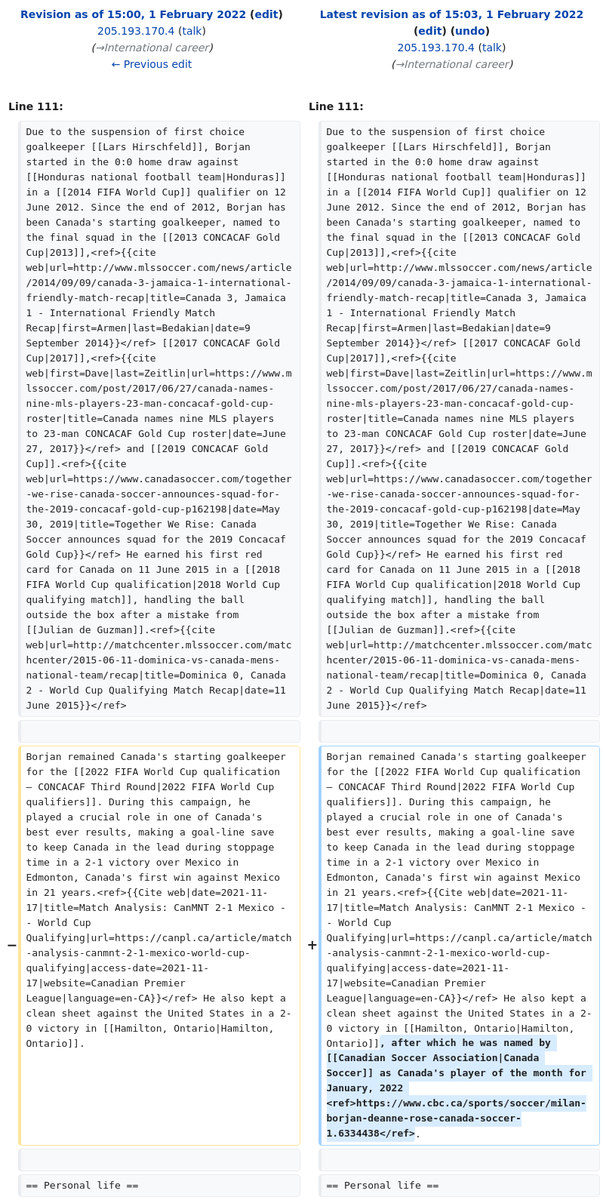 Revision as of 15:00, 1 February 2022 (edit)
205.193.170.4 (talk)
(→International career)
← Previous edit
Line 111:
Due to the suspension of first choice
goalkeeper [[Lars Hirschfeld]], Borjan
started in the 0:0 home draw against
[[Honduras national football team|Honduras]]
in a [[2014 FIFA World Cup]] qualifier on 12
June 2012. Since the end of 2012, Borjan has
been Canada's starting goalkeeper, named to
the final squad in the [[2013 CONCACAF Gold
Cup|2013]],<ref>{{cite
web|url=http://www.mlssoccer.com/news/article
/2014/09/09/canada-3-jamaica-1-international-
friendly-match-recap|title=Canada 3, Jamaica
1 - International Friendly Match
Recap|first=Armen|last=Bedakian|date=9
September 2014}}</ref> [[2017 CONCACAF Gold
Cup|2017]],<ref>{{cite
web|first=Dave|last=Zeitlin|url=https://www.m
lssoccer.com/post/2017/06/27/canada-names-
nine-mls-players-23-man-concacaf-gold-cup-
roster|title=Canada names nine MLS players
to 23-man CONCACAF Gold Cup roster|date=June
27, 2017}}</ref> and [[2019 CONCACAF Gold
Cup]].<ref>{{cite
web|url=https://www.canadasoccer.com/together
-we-rise-canada-soccer-announces-squad-for-
the-2019-concacaf-gold-cup-p162198|date=May
30, 2019|title=Together We Rise: Canada
Soccer announces squad for the 2019 Concacaf
Gold Cup}}</ref> He earned his first red
card for Canada on 11 June 2015 in a [[2018
FIFA World Cup qualification|2018 World Cup
qualifying match]], handling the ball
outside the box after a mistake from
[[Julian de Guzman]].<ref>{{cite
web|url=http://matchcenter.mlssoccer.com/matc
hcenter/2015-06-11-dominica-vs-canada-mens-
national-team/recap|title=Dominica 0, Canada
2 - World Cup Qualifying Match Recap|date=11
June 2015}}</ref>
−
Borjan remained Canada's starting goalkeeper
for the [[2022 FIFA World Cup qualification
– CONCACAF Third Round|2022 FIFA World Cup
qualifiers]]. During this campaign, he
played a crucial role in one of Canada's
best ever results, making a goal-line save
to keep Canada in the lead during stoppage
time in a 2-1 victory over Mexico in
Edmonton, Canada's first win against Mexico
in 21 years.<ref>{{Cite web|date=2021-11-
17|title=Match Analysis: CanMNT 2-1 Mexico -
- World Cup
Qualifying|url=https://canpl.ca/article/match
-analysis-canmnt-2-1-mexico-world-cup-
qualifying|access-date=2021-11-
17|website=Canadian Premier
League|language=en-CA}}</ref> He also kept a
clean sheet against the United States in a 2-
0 victory in [[Hamilton, Ontario|Hamilton,
Ontario]].
== Personal life ==
Latest revision as of 15:03, 1 February 2022
(edit) (undo)
205.193.170.4 (talk)
(→International career)
Line 111:
Due to the suspension of first choice
goalkeeper [[Lars Hirschfeld]], Borjan
started in the 0:0 home draw against
[[Honduras national football team|Honduras]]
in a [[2014 FIFA World Cup]] qualifier on 12
June 2012. Since the end of 2012, Borjan has
been Canada's starting goalkeeper, named to
the final squad in the [[2013 CONCACAF Gold
Cup|2013]],<ref>{{cite
web|url=http://www.mlssoccer.com/news/article
/2014/09/09/canada-3-jamaica-1-international-
friendly-match-recap|title=Canada 3, Jamaica
1 - International Friendly Match
Recap|first=Armen|last=Bedakian|date=9
September 2014}}</ref> [[2017 CONCACAF Gold
Cup|2017]],<ref>{{cite
web|first=Dave|last=Zeitlin|url=https://www.m
lssoccer.com/post/2017/06/27/canada-names-
nine-mls-players-23-man-concacaf-gold-cup-
roster|title=Canada names nine MLS players
to 23-man CONCACAF Gold Cup roster|date=June
27, 2017}}</ref> and [[2019 CONCACAF Gold
Cup]].<ref>{{cite
web|url=https://www.canadasoccer.com/together
-we-rise-canada-soccer-announces-squad-for-
the-2019-concacaf-gold-cup-p162198|date=May
30, 2019|title=Together We Rise: Canada
Soccer announces squad for the 2019 Concacaf
Gold Cup}}</ref> He earned his first red
card for Canada on 11 June 2015 in a [[2018
FIFA World Cup qualification|2018 World Cup
qualifying match]], handling the ball
outside the box after a mistake from
[[Julian de Guzman]].<ref>{{cite
web|url=http://matchcenter.mlssoccer.com/matc
hcenter/2015-06-11-dominica-vs-canada-mens-
national-team/recap|title=Dominica 0, Canada
2 - World Cup Qualifying Match Recap|date=11
June 2015}}</ref>
+
Borjan remained Canada's starting goalkeeper
for the [[2022 FIFA World Cup qualification
– CONCACAF Third Round|2022 FIFA World Cup
qualifiers]]. During this campaign, he
played a crucial role in one of Canada's
best ever results, making a goal-line save
to keep Canada in the lead during stoppage
time in a 2-1 victory over Mexico in
Edmonton, Canada's first win against Mexico
in 21 years.<ref>{{Cite web|date=2021-11-
17|title=Match Analysis: CanMNT 2-1 Mexico -
- World Cup
Qualifying|url=https://canpl.ca/article/match
-analysis-canmnt-2-1-mexico-world-cup-
qualifying|access-date=2021-11-
17|website=Canadian Premier
League|language=en-CA}}</ref> He also kept a
clean sheet against the United States in a 2-
0 victory in [[Hamilton, Ontario|Hamilton,
Ontario]], after which he was named by
[[Canadian Soccer Association|Canada
Soccer]] as Canada's player of the month for
January, 2022
<ref>https://www.cbc.ca/sports/soccer/milan-
borjan-deanne-rose-canada-soccer-
1.6334438</ref>.
== Personal life ==